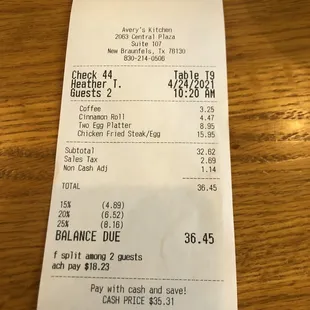 Avery's Kitchen
2063 Central Plaza
Suite 107
New Braunfels, Tx 78130
830-214-0506
Check 44 Table T9
Heather T. 4/24/2021
Guests 2 10:20 AM
Coffee 3.25
Cinnamon Roll 4.47
Two Egg Platter 8.95
Chicken Fried Steak/Egg 15.95
Subtotal 32.62
Sales Tax 2.69
Non Cash Adj 1.14
TOTAL 36.45
15% (4.89)
20% (6.52)
25% (8.16)
BALANCE DUE 36.45
f split among 2 guests
ach pay $18.23
Pay with cash and save!
CASH PRICE $35.31